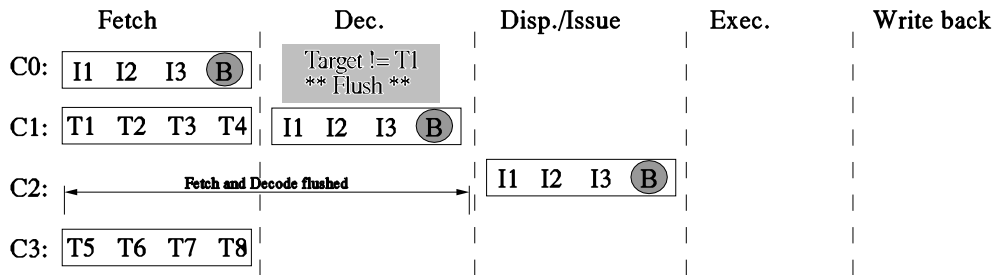 Fetch Dec. Disp./Issue Exec. Write back
C0: I1 I2 I3 B
Target != T1
** Flush **
C1: T1 T2 T3 T4 I1 I2 I3 B
C2: Fetch and Decode flushed I1 I2 I3 B
C3: T5 T6 T7 T8